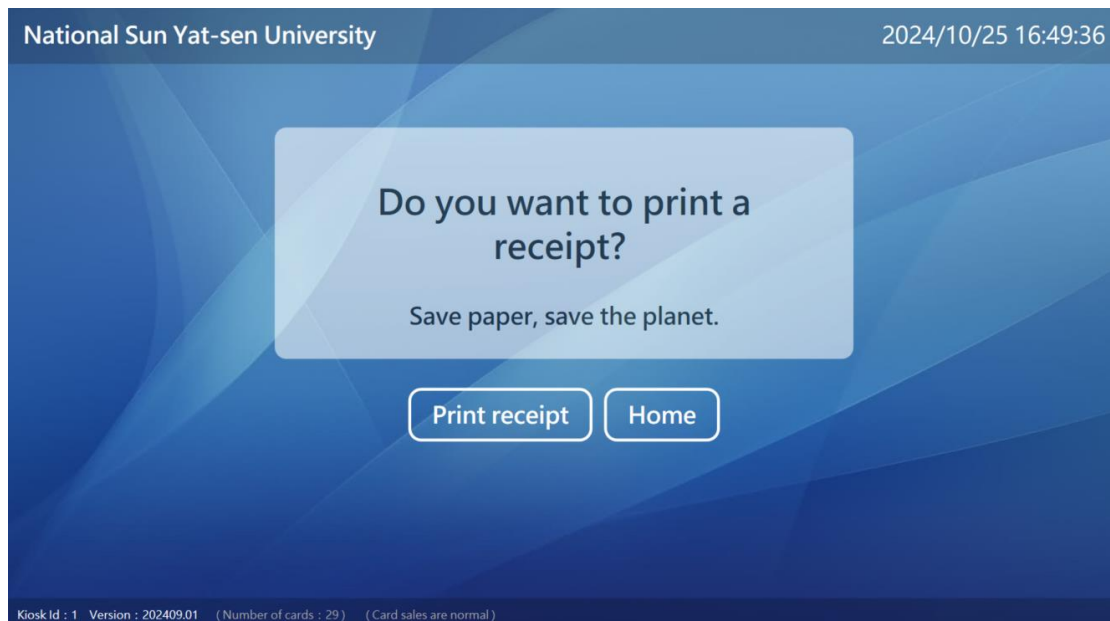 National Sun Yat-sen University 2024/10/25 16:49:36
Do you want to print a
receipt?
Save paper, save the planet.
Print receipt Home
Kiosk Id : 1 Version : 202409.01 ( Number of cards : 29 ) ( Card sales are normal )